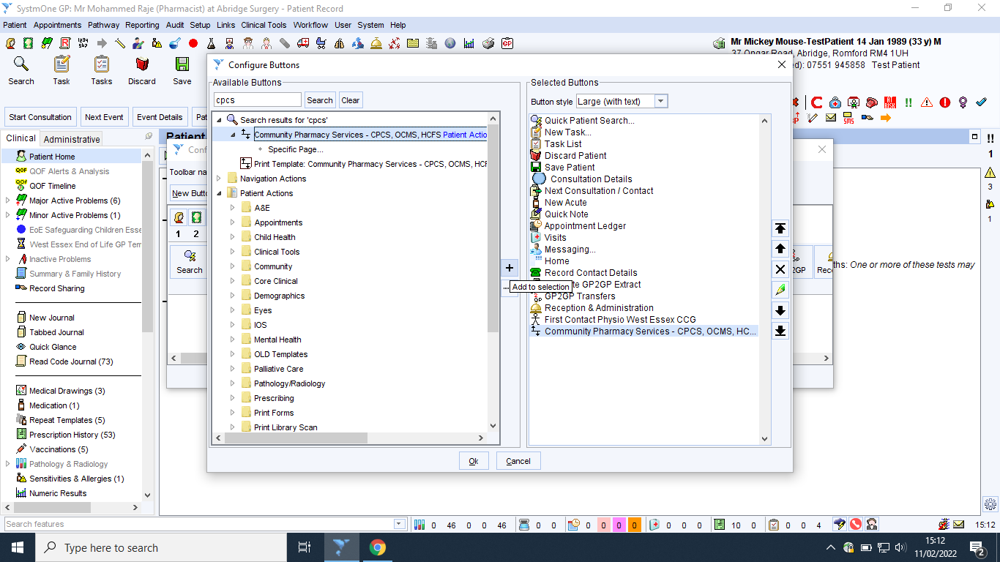 SystmOne GP: Mr Mohammed Raje (Pharmacist) at Abridge Surgery - Patient Record
Patient Appointments Pathway Reporting Audit Setup Links Clinical Tools Workflow User System Help
Mr Mickey Mouse-TestPatient 14 Jan 1989 (33 y) M
37 Ongar Road, Abridge, Romford RM4 1UH
07551 945858 Test Patient
Search Task Tasks Discard Save
Start Consultation Next Event Event Details
Clinical Administrative
Patient Home
QOF Alerts & Analysis
QOF Timeline
Major Active Problems (6)
Minor Active Problems (1)
EoE Safeguarding Children Esse
West Essex End of Life GP Tem
Inactive Problems
Summary & Family History
Record Sharing
New Journal
Tabbed Journal
Quick Glance
Read Code Journal (73)
Medical Drawings (3)
Medication (1)
Repeat Templates (5)
Prescription History (53)
Vaccinations (5)
Pathology & Radiology
Sensitivities & Allergies (1)
Numeric Results
Search features
Patient
Toolbar na
New Butto
1 2
Search
Configure Buttons
Available Buttons
cpcs Search Clear
Search results for 'cpcs'
Community Pharmacy Services - CPCS, OCMS, HCFS Patient Actio
Specific Page...
Print Template: Community Pharmacy Services - CPCS, OCMS, HCF
Navigation Actions
Patient Actions
A&E
Appointments
Child Health
Clinical Tools
Community
Core Clinical
Demographics
Eyes
IOS
Mental Health
OLD Templates
Palliative Care
Pathology/Radiology
Prescribing
Print Forms
Print Library Scan
Add to selection
Selected Buttons
Button style Large (with text)
Quick Patient Search...
New Task...
Task List
Discard Patient
Save Patient
Consultation Details
Next Consultation / Contact
New Acute
Quick Note
Appointment Ledger
Visits
Messaging...
Home
Record Contact Details
te GP2GP Extract
GP2GP Transfers
Reception & Administration
First Contact Physio West Essex CCG
Community Pharmacy Services - CPCS, OCMS, HC...
Ok Cancel
ths: One or more of these tests may
1
3
1
0 46 0 0 46 0 0 0 0 0 0 0 0 0 10 0 0 0 4 15:12
Type here to search
15:12
11/02/2022
2